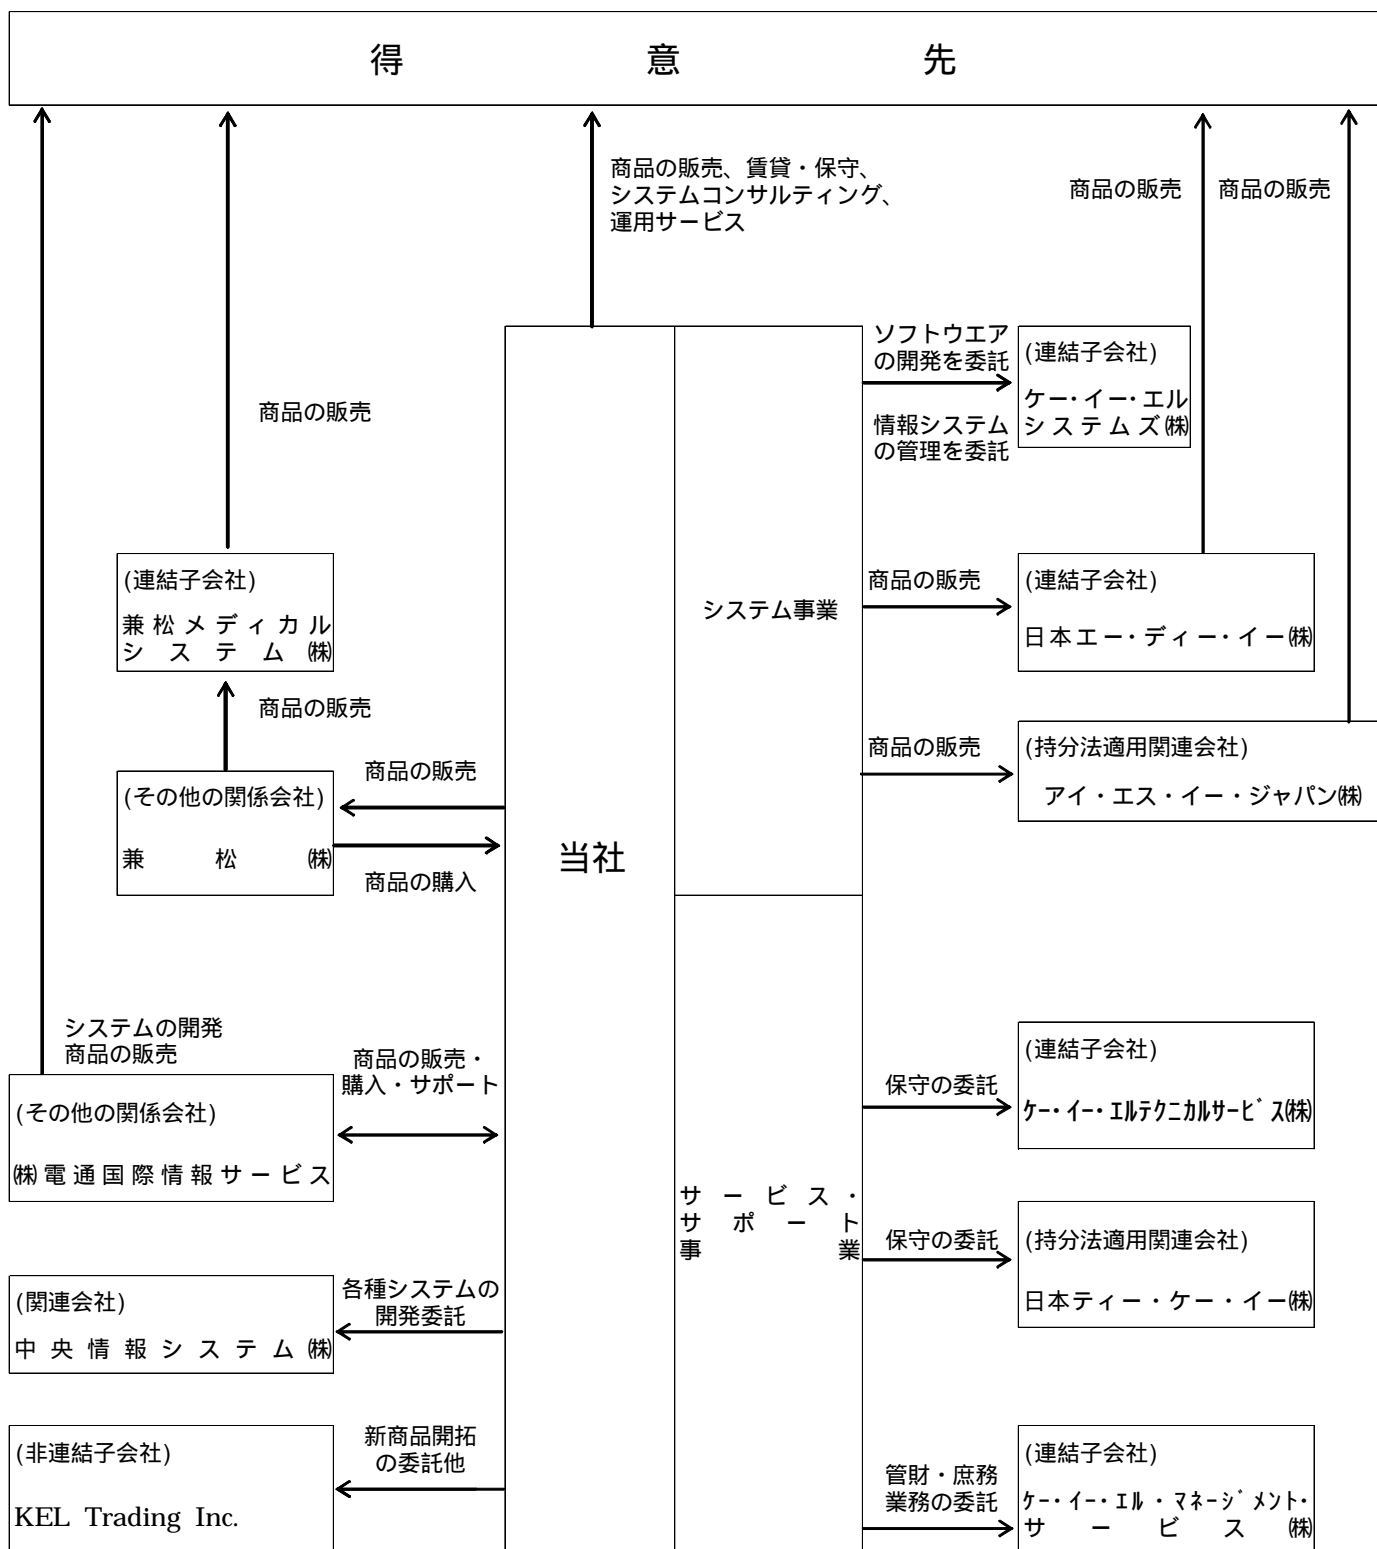 得意先
商品の販売、賃貸・保守、
システムコンサルティング、
運用サービス
商品の販売
商品の販売
ソフトウエア
の開発を委託
情報システム
の管理を委託
(連結子会社)
ケー・イー・エル
システムズ㈱
商品の販売
(連結子会社)
兼松メディカル
システム㈱
商品の販売
(その他の関係会社)
兼松㈱
商品の販売
商品の購入
当社
システム事業
商品の販売
(連結子会社)
日本エー・ディー・イー㈱
商品の販売
(持分法適用関連会社)
アイ・エス・イー・ジャパン㈱
システムの開発
商品の販売
(その他の関係会社)
㈱電通国際情報サービス
商品の販売・
購入・サポート
サービス・
サポート
事業
保守の委託
(連結子会社)
ケー・イー・エルテクニカルサービス㈱
保守の委託
(持分法適用関連会社)
日本ティー・ケー・イー㈱
(関連会社)
中央情報システム㈱
各種システムの
開発委託
(非連結子会社)
KEL Trading Inc.
新商品開拓
の委託他
管財・庶務
業務の委託
(連結子会社)
ケー・イー・エル・マネージメント・
サービス㈱